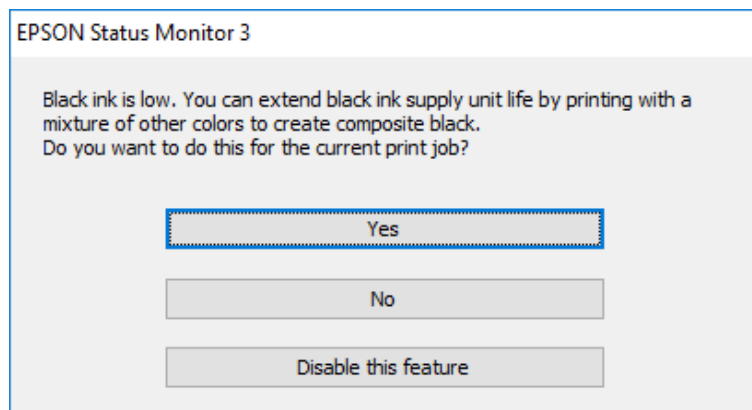 EPSON Status Monitor 3
Black ink is low. You can extend black ink supply unit life by printing with a
mixture of other colors to create composite black.
Do you want to do this for the current print job?
Yes
No
Disable this feature